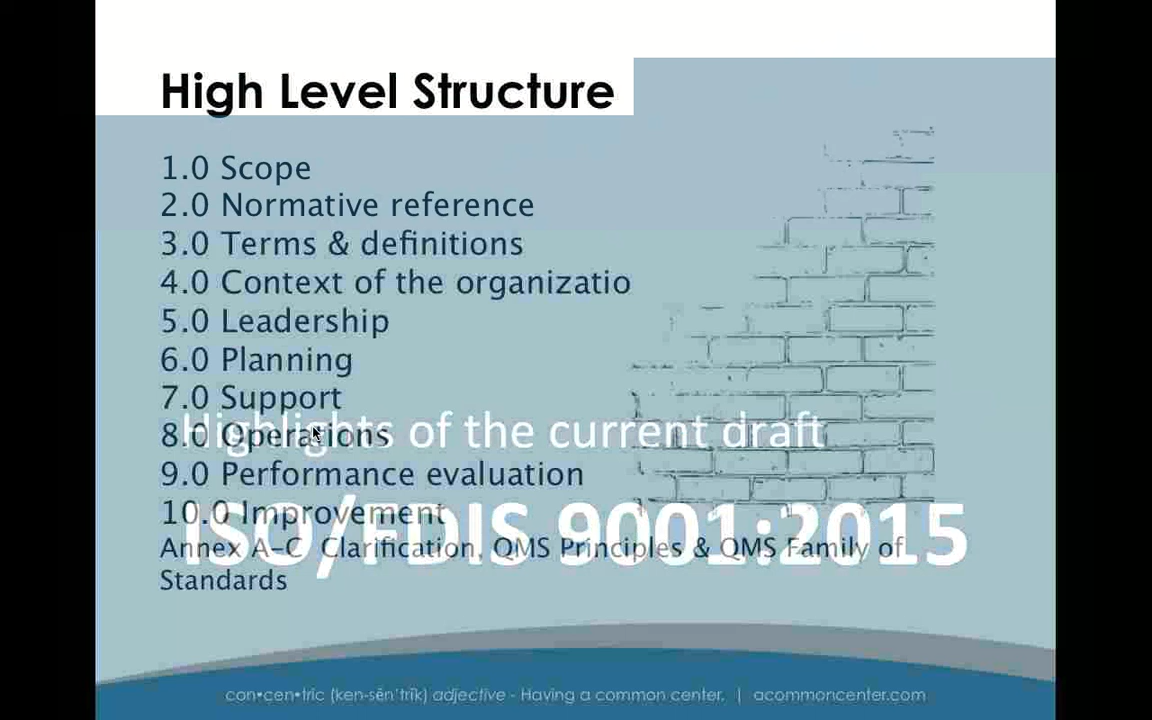 High Level Structure
1.0 Scope
2.0 Normative reference
3.0 Terms & definitions
4.0 Context of the organizatio
5.0 Leadership
6.0 Planning
7.0 Support
Highlights of the current draft
8.0 Operations
9.0 Performance evaluation
10.0 Improvement
ISO/FDIS 9001:2015
Annex A-C Clarification, QMS Principles & QMS Family of
Standards
con•cen•tric (ken-sĕn'trĭk) adjective - Having a common center. | acommoncenter.com